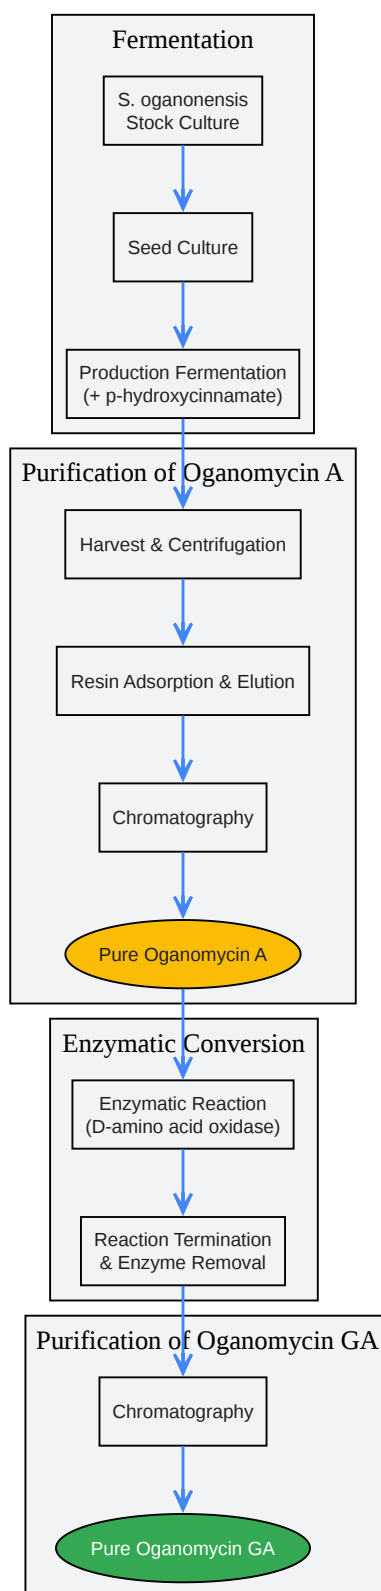 Fermentation
S. oganonensis
Stock Culture
Seed Culture
Production Fermentation
(+ p-hydroxycinnamate)
Purification of Oganomycin A
Harvest & Centrifugation
Resin Adsorption & Elution
Chromatography
Pure Oganomycin A
Enzymatic Conversion
Enzymatic Reaction
(D-amino acid oxidase)
Reaction Termination
& Enzyme Removal
Purification of Oganomycin GA
Chromatography
Pure Oganomycin GA